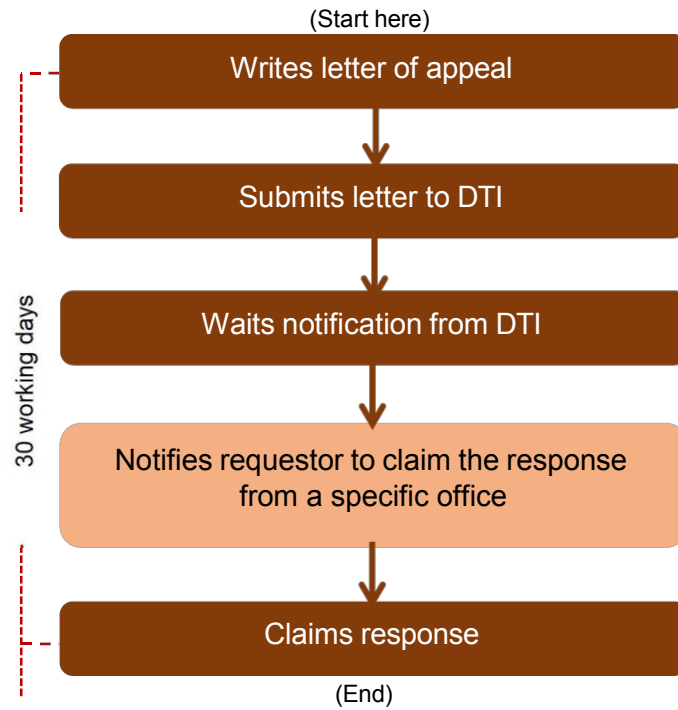 (Start here)
Writes letter of appeal
Submits letter to DTI
Waits notification from DTI
30 working days
Notifies requestor to claim the response
from a specific office
Claims response
(End)